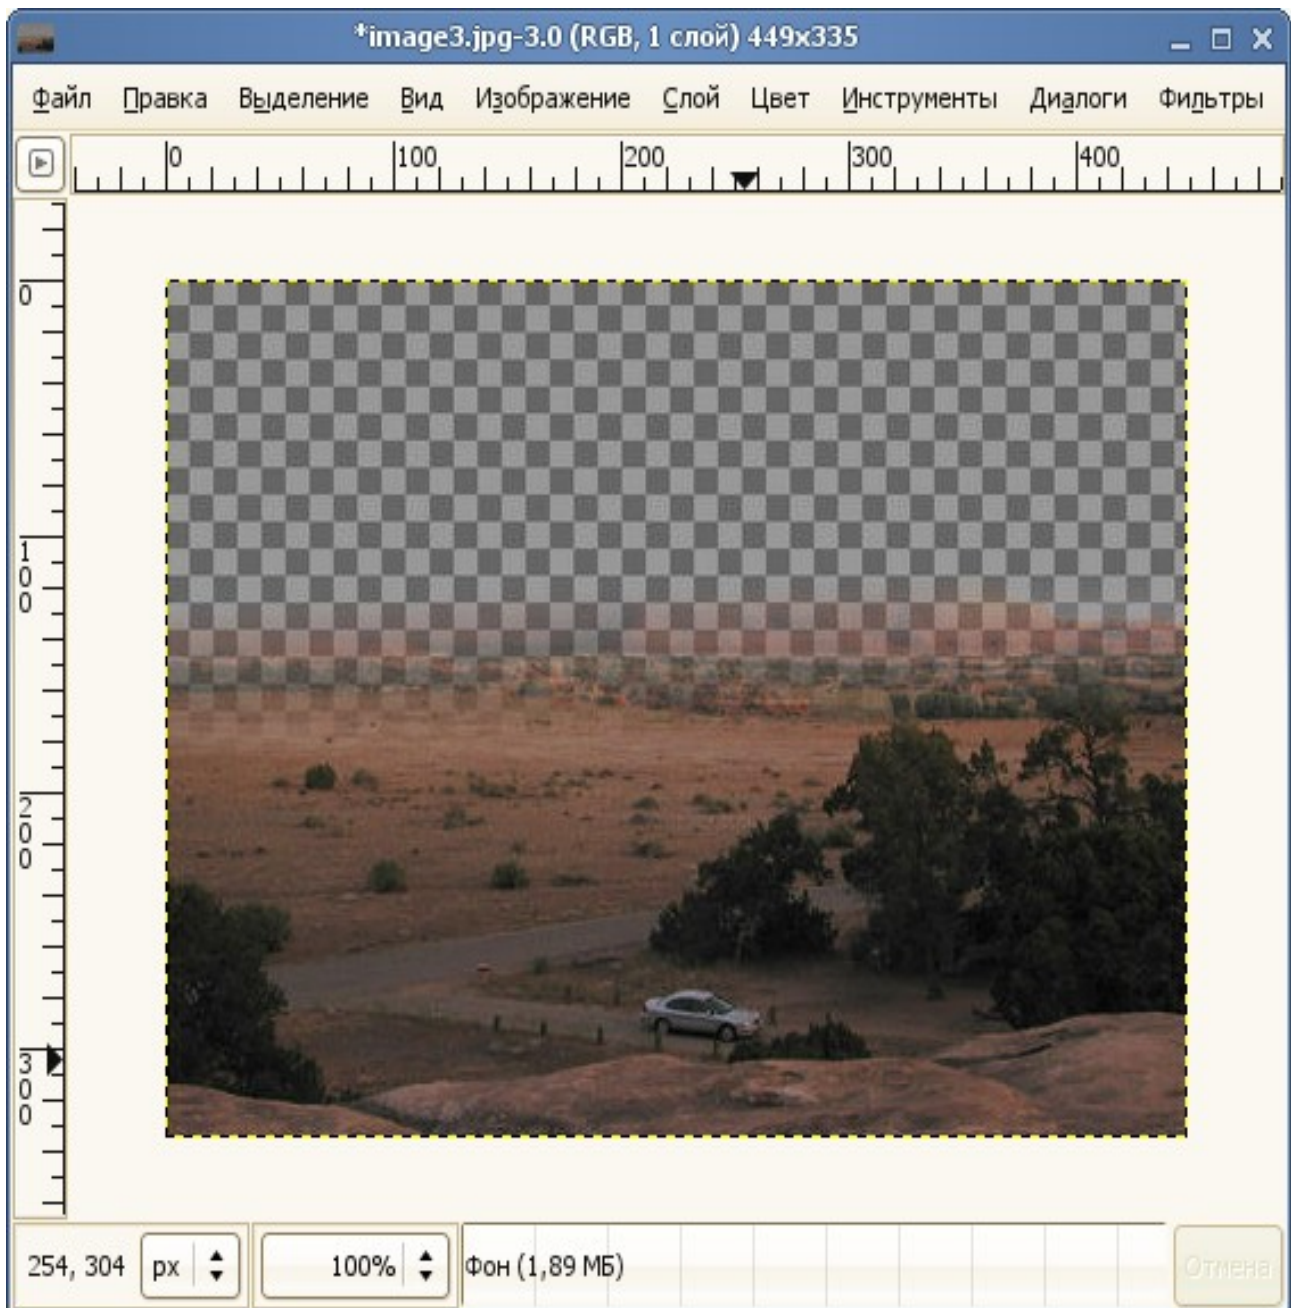 *image3.jpg-3.0 (RGB, 1 слой) 449x335
Файл Правка Выделение Вид Изображение Слой Цвет Инструменты Диалоги Фильтры
0 100 200 300 400
0
100
200
300
254, 304 px 100% Фон (1,89 МБ) Отмена